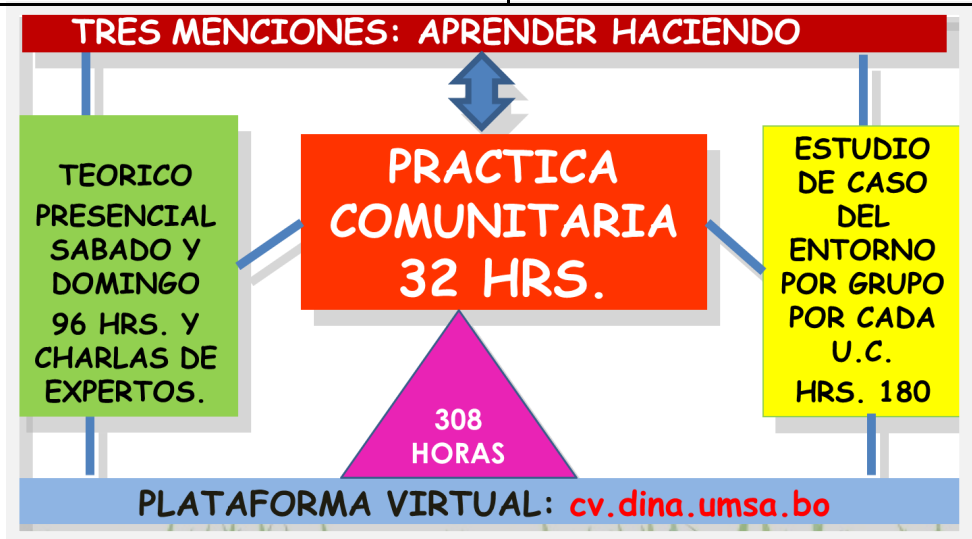 TRES MENCIONES: APRENDER HACIENDO
TEORICO
PRESENCIAL
SABADO Y
DOMINGO
96 HRS. Y
CHARLAS DE
EXPERTOS.
PRACTICA
COMUNITARIA
32 HRS.
ESTUDIO
DE CASO
DEL
ENTORNO
POR GRUPO
POR CADA
U.C.
HRS. 180
308
HORAS
PLATAFORMA VIRTUAL: cv.dina.umsa.bo